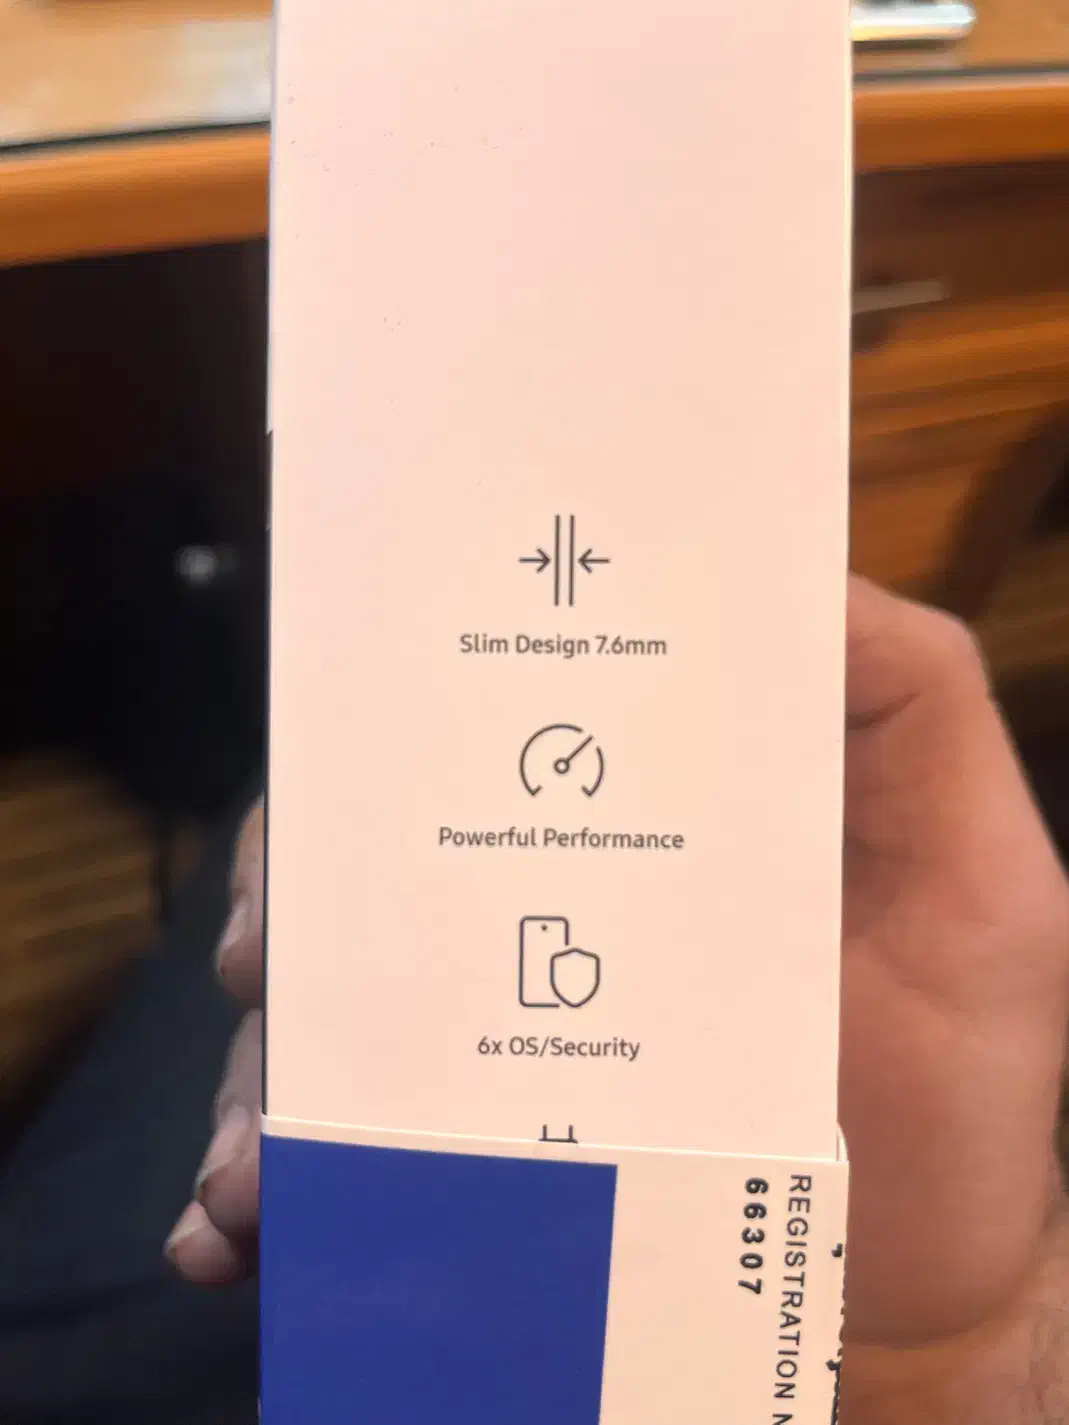 Slim Design 7.6mm
Powerful Performance
6x OS/Security
REGISTRATION
66307